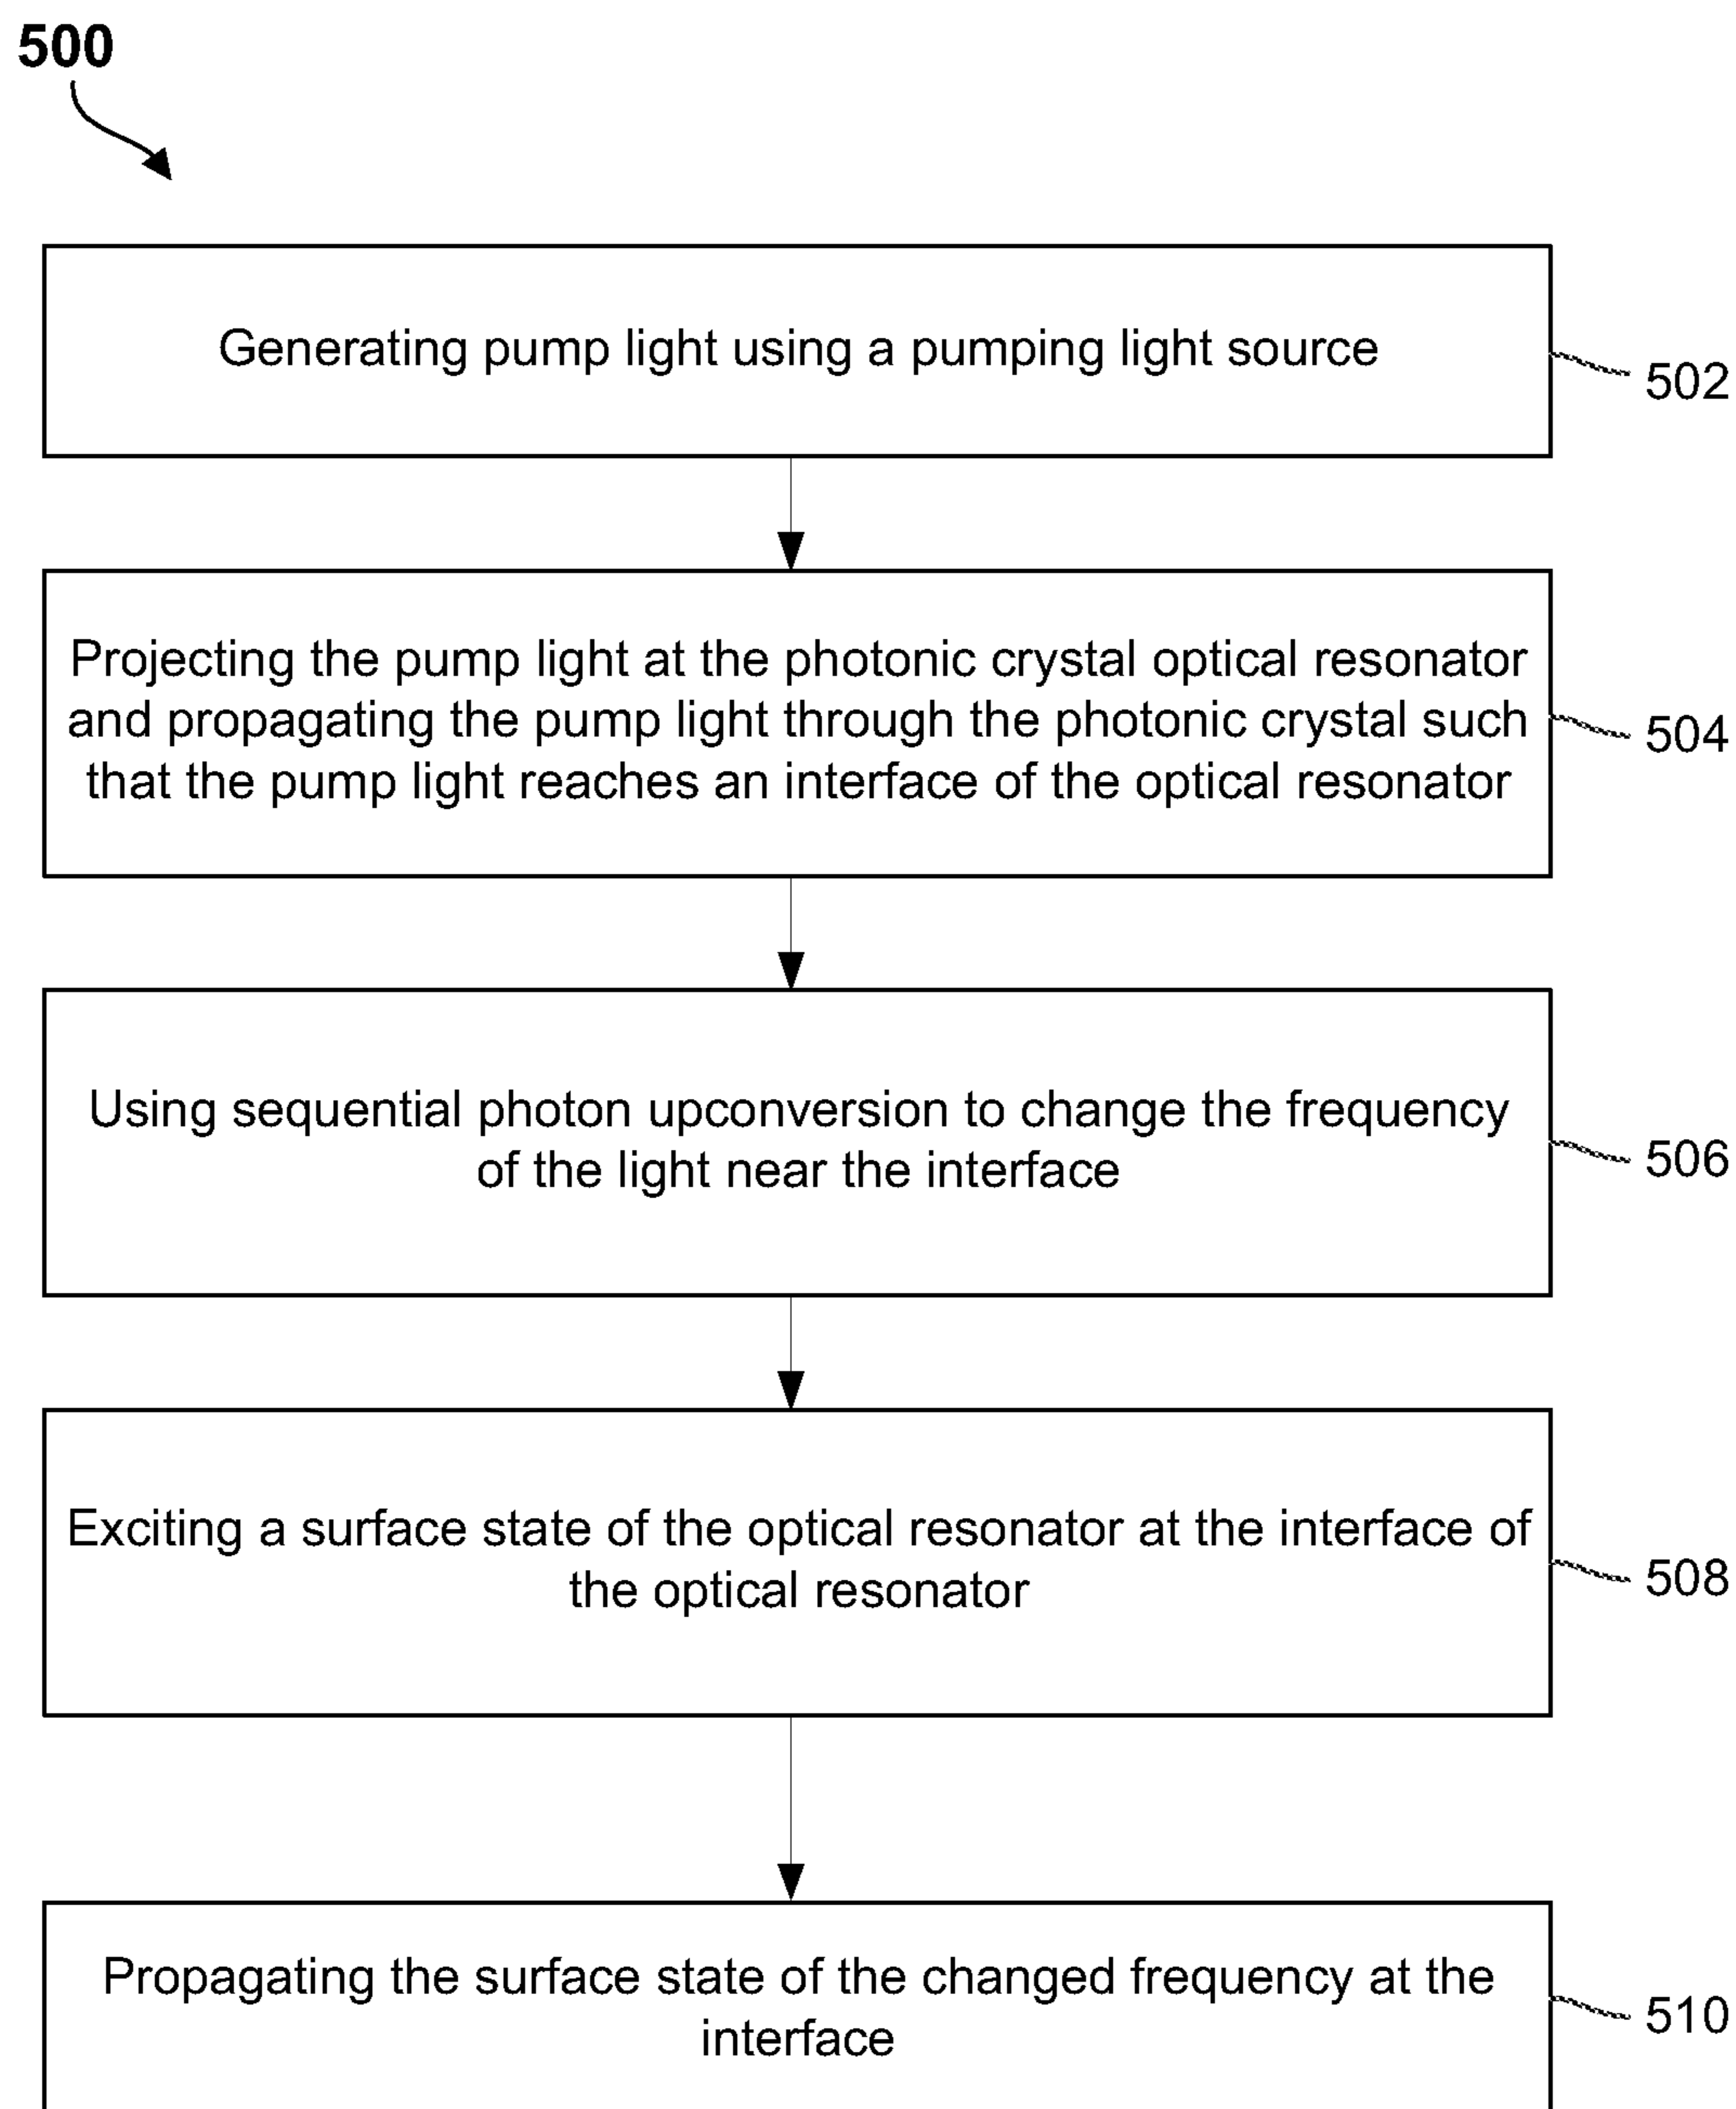 500
Generating pump light using a pumping light source
502
Projecting the pump light at the photonic crystal optical resonator
and propagating the pump light through the photonic crystal such
that the pump light reaches an interface of the optical resonator
504
Using sequential photon upconversion to change the frequency
of the light near the interface
506
Exciting a surface state of the optical resonator at the interface of
the optical resonator
508
Propagating the surface state of the changed frequency at the
interface
510